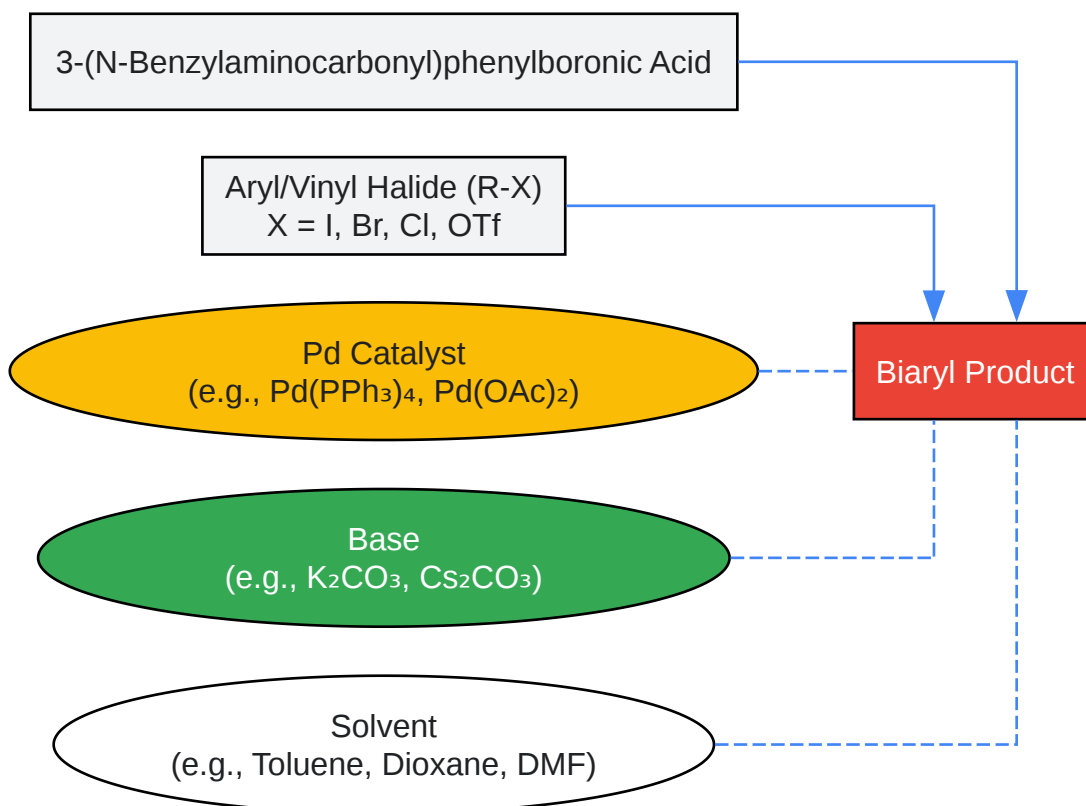 3-(N-Benzylaminocarbonyl)phenylboronic Acid
Aryl/Vinyl Halide (R-X)
X = I, Br, Cl, OTf
Pd Catalyst
(e.g., Pd(PPh₃)₄, Pd(OAc)₂)
Biaryl Product
Base
(e.g., K₂CO₃, Cs₂CO₃)
Solvent
(e.g., Toluene, Dioxane, DMF)